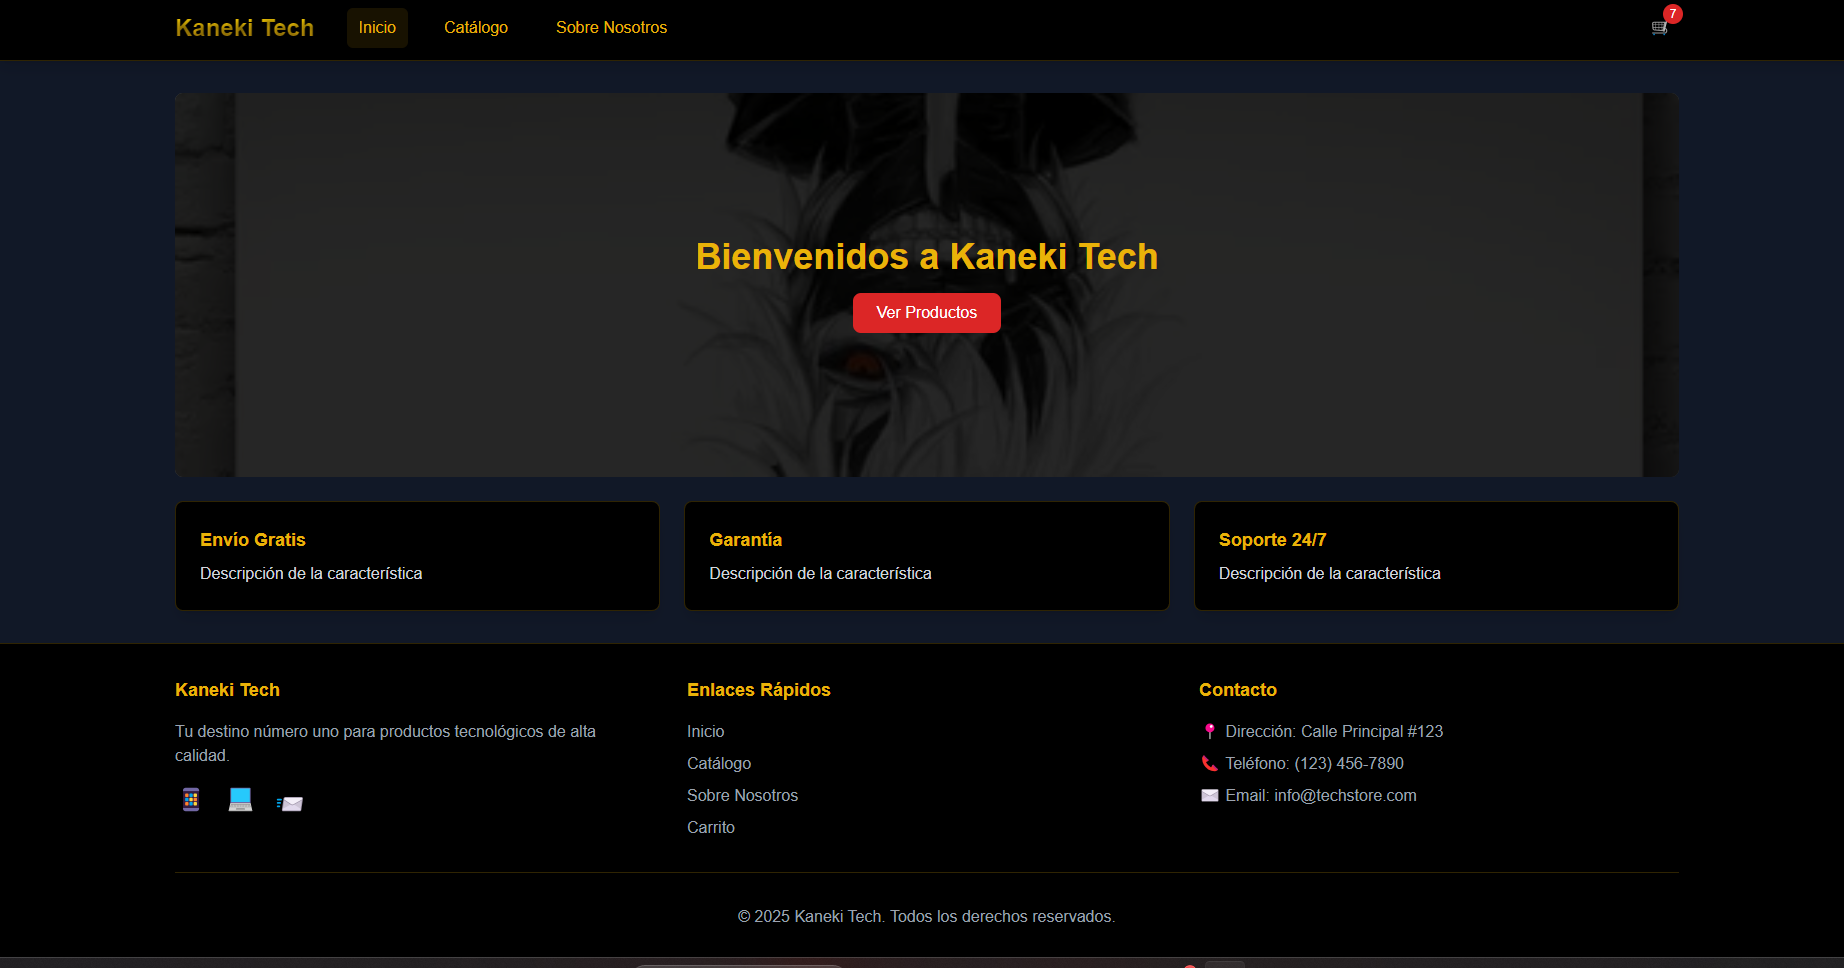 Kaneki Tech
Inicio
Catálogo
Sobre Nosotros
7
Bienvenidos a Kaneki Tech
Ver Productos
Envío Gratis
Descripción de la característica
Garantía
Descripción de la característica
Soporte 24/7
Descripción de la característica
Kaneki Tech
Tu destino número uno para productos tecnológicos de alta
calidad.
Enlaces Rápidos
Inicio
Catálogo
Sobre Nosotros
Carrito
Contacto
Dirección: Calle Principal #123
Teléfono: (123) 456-7890
Email: info@techstore.com
© 2025 Kaneki Tech. Todos los derechos reservados.